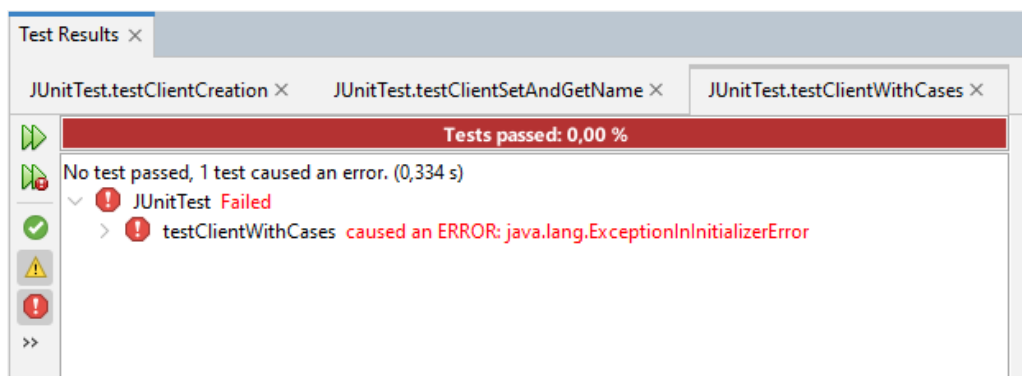 Test Results ×
JUnitTest.testClientCreation × JUnitTest.testClientSetAndGetName × JUnitTest.testClientWithCases ×
Tests passed: 0,00 %
No test passed, 1 test caused an error. (0,334 s)
JUnitTest Failed
testClientWithCases caused an ERROR: java.lang.ExceptionInInitializerError
>>